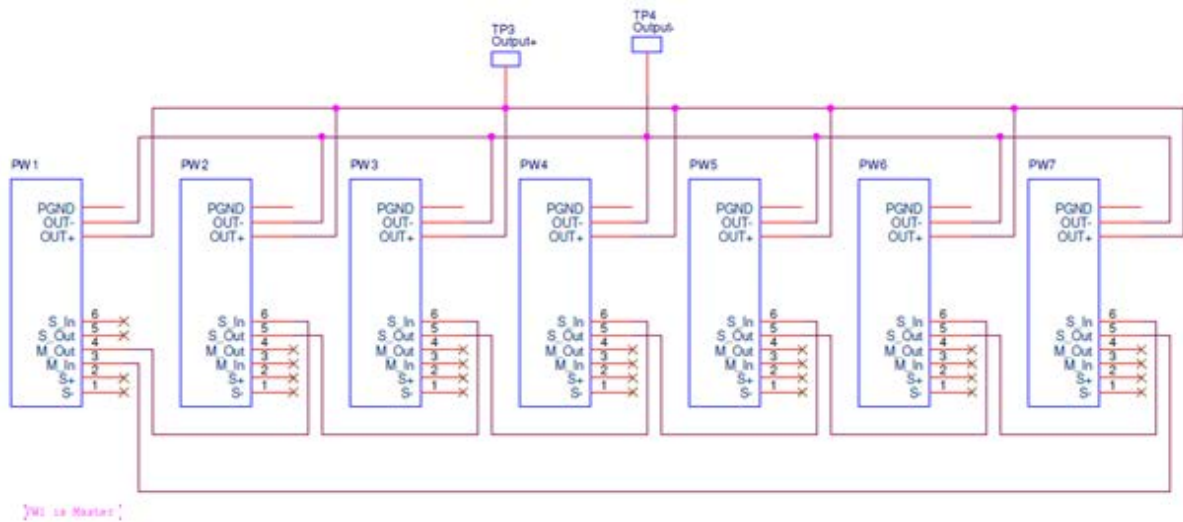 TP3
Output+
TP4
Output-
PW1
PW2
PW3
PW4
PW5
PW6
PW7
PGND
OUT-
OUT+
PGND
OUT-
OUT+
PGND
OUT-
OUT+
PGND
OUT-
OUT+
PGND
OUT-
OUT+
PGND
OUT-
OUT+
PGND
OUT-
OUT+
S_In 6
S_Out 5
M_Out 4
M_In 3
S+ 2
S- 1
S_In 6
S_Out 5
M_Out 4
M_In 3
S+ 2
S- 1
S_In 6
S_Out 5
M_Out 4
M_In 3
S+ 2
S- 1
S_In 6
S_Out 5
M_Out 4
M_In 3
S+ 2
S- 1
S_In 6
S_Out 5
M_Out 4
M_In 3
S+ 2
S- 1
S_In 6
S_Out 5
M_Out 4
M_In 3
S+ 2
S- 1
S_In 6
S_Out 5
M_Out 4
M_In 3
S+ 2
S- 1
PW1 is Master